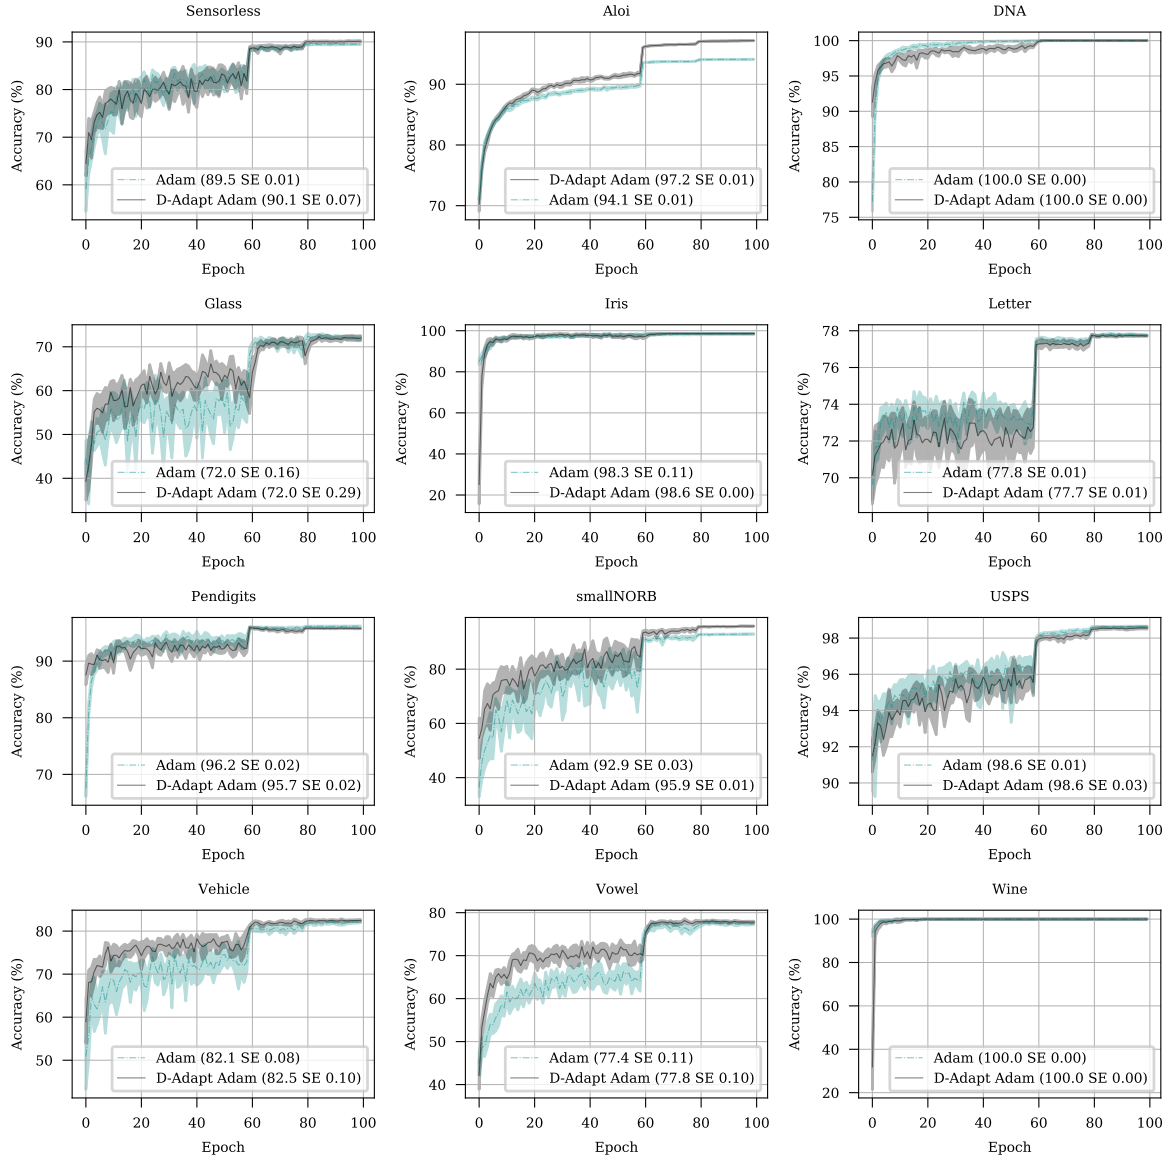 Sensorless
90
80
70
60
Accuracy (%)
Adam (89.5 SE 0.01)
D-Adapt Adam (90.1 SE 0.07)
0 20 40 60 80 100
Epoch
Aloi
90
80
70
Accuracy (%)
D-Adapt Adam (97.2 SE 0.01)
Adam (94.1 SE 0.01)
0 20 40 60 80 100
Epoch
DNA
100
95
90
85
80
75
Accuracy (%)
Adam (100.0 SE 0.00)
D-Adapt Adam (100.0 SE 0.00)
0 20 40 60 80 100
Epoch
Glass
70
60
50
40
Accuracy (%)
Adam (72.0 SE 0.16)
D-Adapt Adam (72.0 SE 0.29)
0 20 40 60 80 100
Epoch
Iris
100
80
60
40
20
Accuracy (%)
Adam (98.3 SE 0.11)
D-Adapt Adam (98.6 SE 0.00)
0 20 40 60 80 100
Epoch
Letter
78
76
74
72
70
Accuracy (%)
Adam (77.8 SE 0.01)
D-Adapt Adam (77.7 SE 0.01)
0 20 40 60 80 100
Epoch
Pendigits
90
80
70
Accuracy (%)
Adam (96.2 SE 0.02)
D-Adapt Adam (95.7 SE 0.02)
0 20 40 60 80 100
Epoch
smallNORB
80
60
40
Accuracy (%)
Adam (92.9 SE 0.03)
D-Adapt Adam (95.9 SE 0.01)
0 20 40 60 80 100
Epoch
USPS
98
96
94
92
90
Accuracy (%)
Adam (98.6 SE 0.01)
D-Adapt Adam (98.6 SE 0.03)
0 20 40 60 80 100
Epoch
Vehicle
80
70
60
50
Accuracy (%)
Adam (82.1 SE 0.08)
D-Adapt Adam (82.5 SE 0.10)
0 20 40 60 80 100
Epoch
Vowel
80
70
60
50
40
Accuracy (%)
Adam (77.4 SE 0.11)
D-Adapt Adam (77.8 SE 0.10)
0 20 40 60 80 100
Epoch
Wine
100
80
60
40
20
Accuracy (%)
Adam (100.0 SE 0.00)
D-Adapt Adam (100.0 SE 0.00)
0 20 40 60 80 100
Epoch